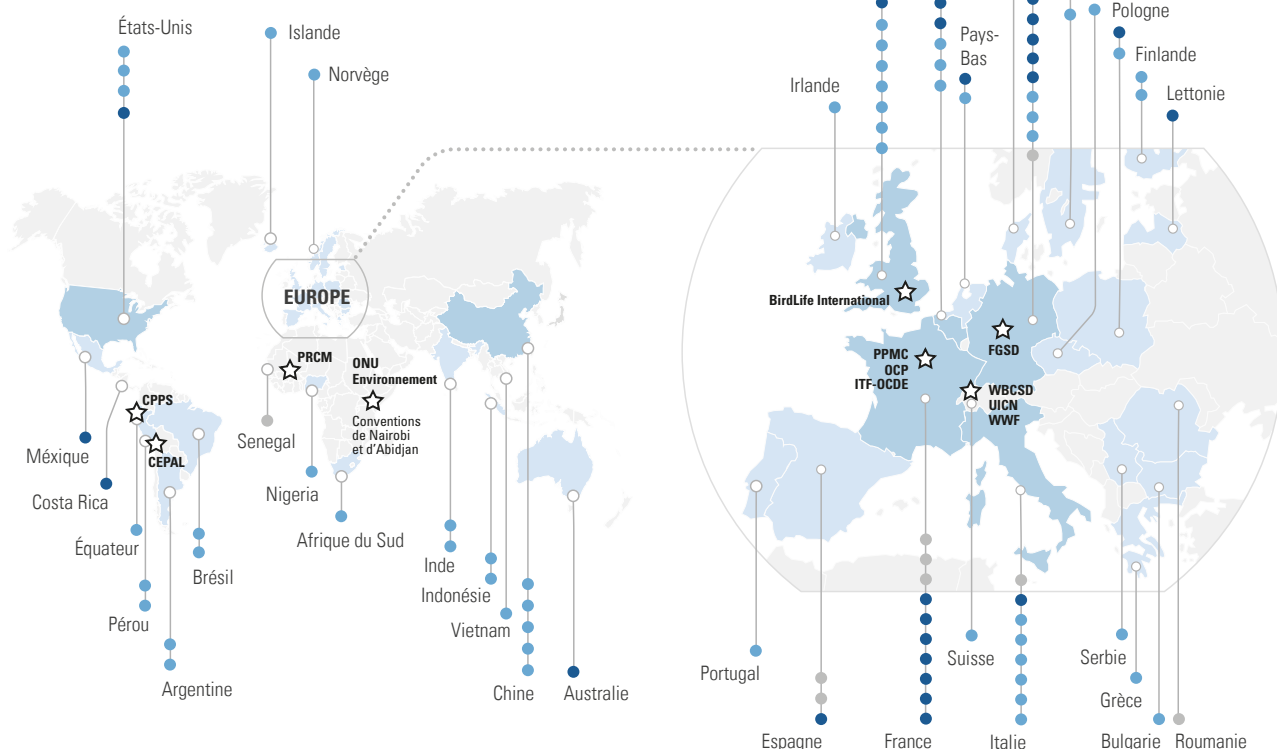 États-Unis
Islande
Norvège
EUROPE
PRCM
ONU
Environnement
Conventions
de Nairobi
et d'Abidjan
CPPS
CEPAL
Méxique
Costa Rica
Équateur
Pérou
Argentine
Brésil
Senegal
Nigeria
Afrique du Sud
Inde
Indonésie
Vietnam
Chine
Australie
Irlande
Pays-
Bas
Pologne
Finlande
Lettonie
BirdLife International
PPMC
OCP
ITF-OCDE
FGSD
WBCSD
UICN
WWF
Portugal
Espagne
France
Suisse
Italie
Serbie
Grèce
Bulgarie
Roumanie